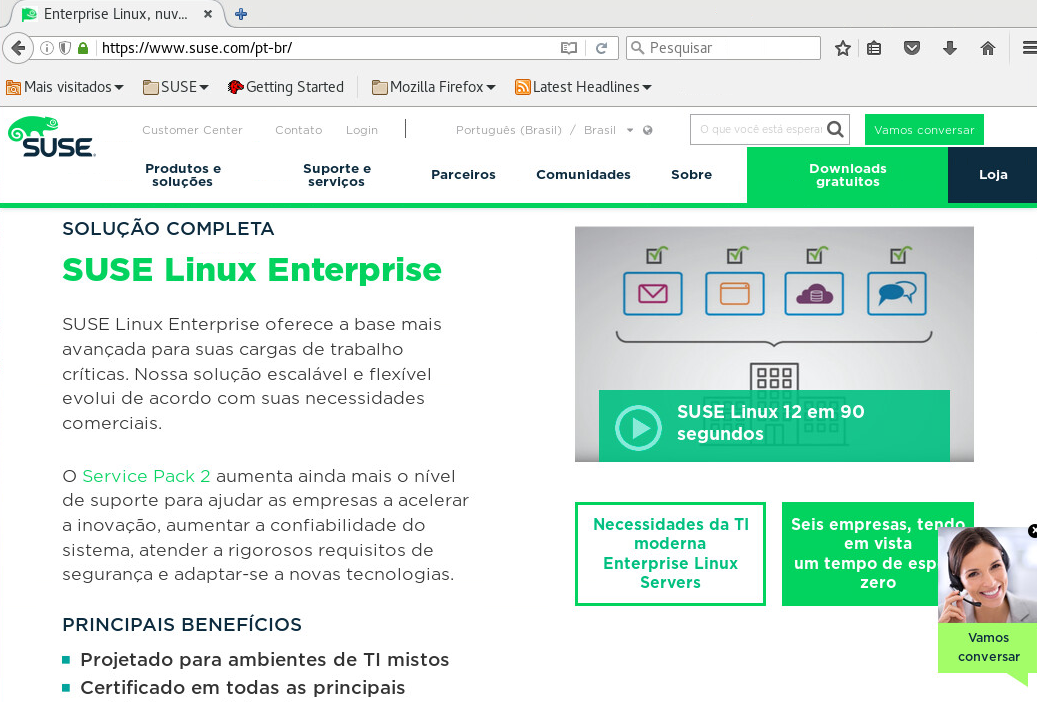 Enterprise Linux, nuv...
https://www.suse.com/pt-br/
Pesquisar
Mais visitados
SUSE
Getting Started
Mozilla Firefox
Latest Headlines
SUSE
Customer Center
Contato
Login
Português (Brasil) / Brasil
O que você está esperan
Vamos conversar
Produtos e
soluções
Suporte e
serviços
Parceiros
Comunidades
Sobre
Downloads
gratuitos
Loja
SOLUÇÃO COMPLETA
SUSE Linux Enterprise
SUSE Linux Enterprise oferece a base mais
avançada para suas cargas de trabalho
críticas. Nossa solução escalável e flexível
evolui de acordo com suas necessidades
comerciais.
O Service Pack 2 aumenta ainda mais o nível
de suporte para ajudar as empresas a acelerar
a inovação, aumentar a confiabilidade do
sistema, atender a rigorosos requisitos de
segurança e adaptar-se a novas tecnologias.
PRINCIPAIS BENEFÍCIOS
Projetado para ambientes de TI mistos
Certificado em todas as principais
SUSE Linux 12 em 90
segundos
Necessidades da TI
moderna
Enterprise Linux
Servers
Seis empresas, tendo
em vista
um tempo de esp
zero
Vamos
conversar